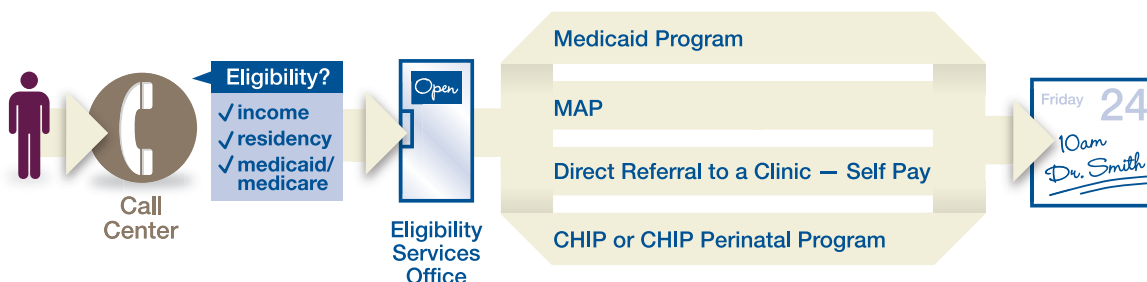 Call
Center
Eligibility?
✓ income
✓ residency
✓ medicaid/
medicare
Open
Eligibility
Services
Office
Medicaid Program
MAP
Direct Referral to a Clinic — Self Pay
CHIP or CHIP Perinatal Program
Friday 24
10am
Dr. Smith